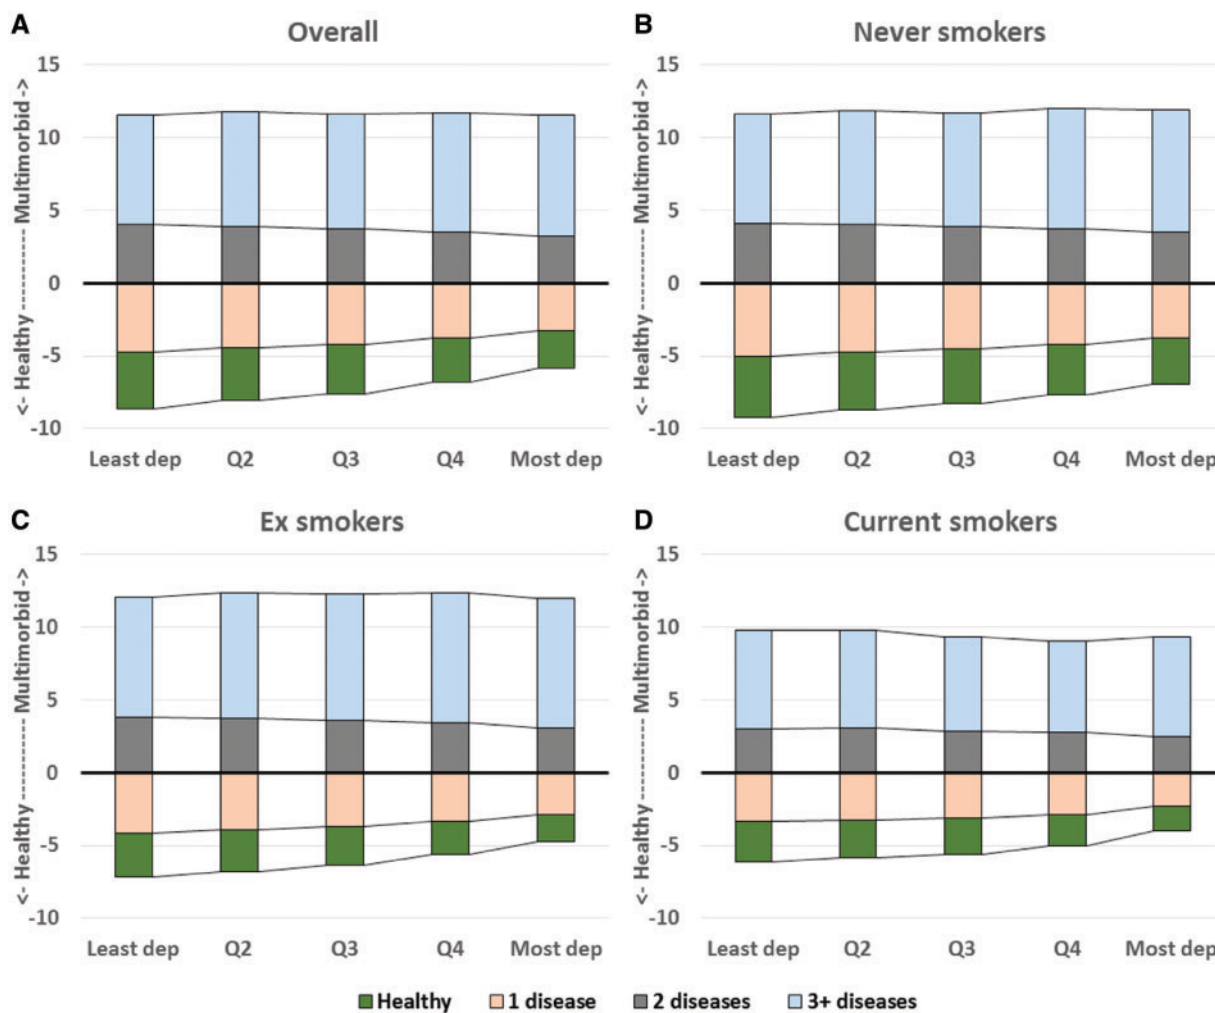 A
Overall
15
10
5
0
-5
-10
<- Healthy ------------ Multimorbid ->
Least dep Q2 Q3 Q4 Most dep
B
Never smokers
15
10
5
0
-5
-10
<- Healthy ------------ Multimorbid ->
Least dep Q2 Q3 Q4 Most dep
C
Ex smokers
15
10
5
0
-5
-10
<- Healthy ------------ Multimorbid ->
Least dep Q2 Q3 Q4 Most dep
D
Current smokers
15
10
5
0
-5
-10
<- Healthy ------------ Multimorbid ->
Least dep Q2 Q3 Q4 Most dep
Healthy 1 disease 2 diseases 3+ diseases